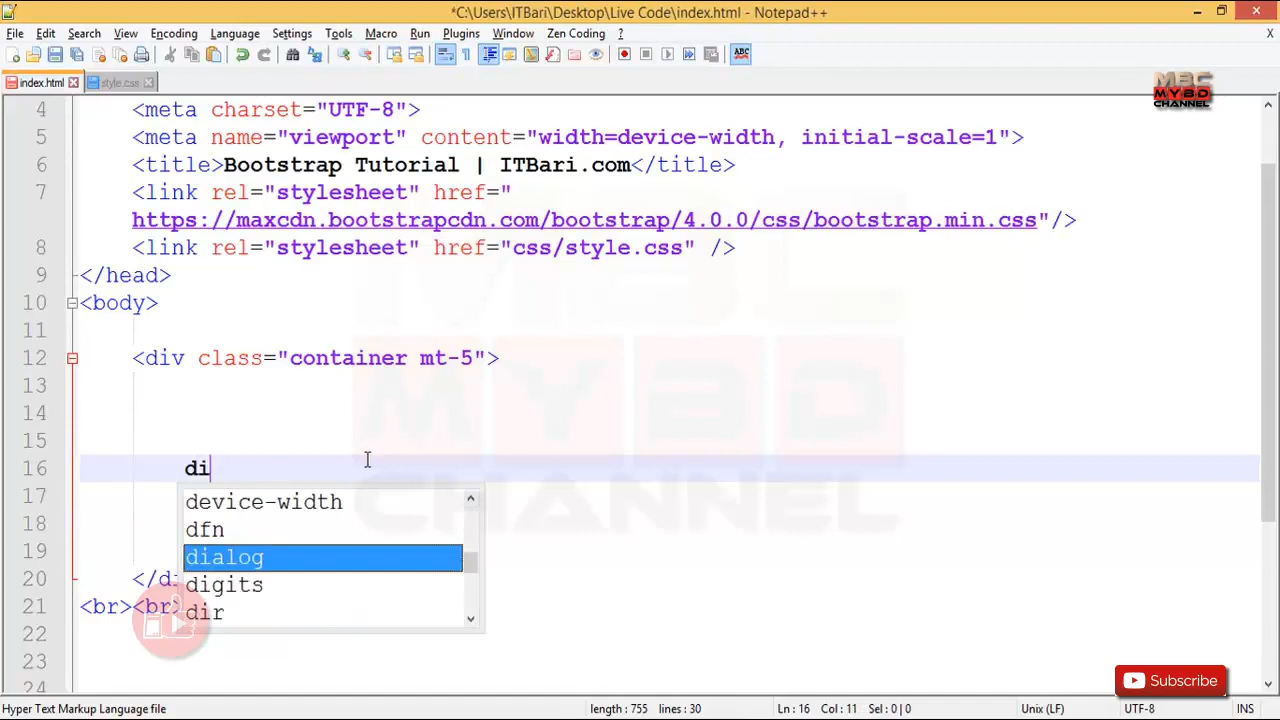 *C:\Users\ITBari\Desktop\Live Code\index.html - Notepad++
File Edit Search View Encoding Language Settings Tools Macro Run Plugins Window Zen Coding ? X
ABC
index.html style.css
MBC
MYBD
CHANNEL
4 <meta charset="UTF-8">
5 <meta name="viewport" content="width=device-width, initial-scale=1">
6 <title>Bootstrap Tutorial | ITBari.com</title>
7 <link rel="stylesheet" href="
https://maxcdn.bootstrapcdn.com/bootstrap/4.0.0/css/bootstrap.min.css"/>
8 <link rel="stylesheet" href="css/style.css" />
9 </head>
10 <body>
11
12 <div class="container mt-5">
13
14
15
16 di
17
18
19
20 </di
21 <br><br>
22
23
24
device-width
dfn
dialog
digits
dir
MYBD
CHANNEL
Subscribe
Hyper Text Markup Language file length : 755 lines : 30 Ln : 16 Col : 11 Sel : 0 | 0 Unix (LF) UTF-8 INS